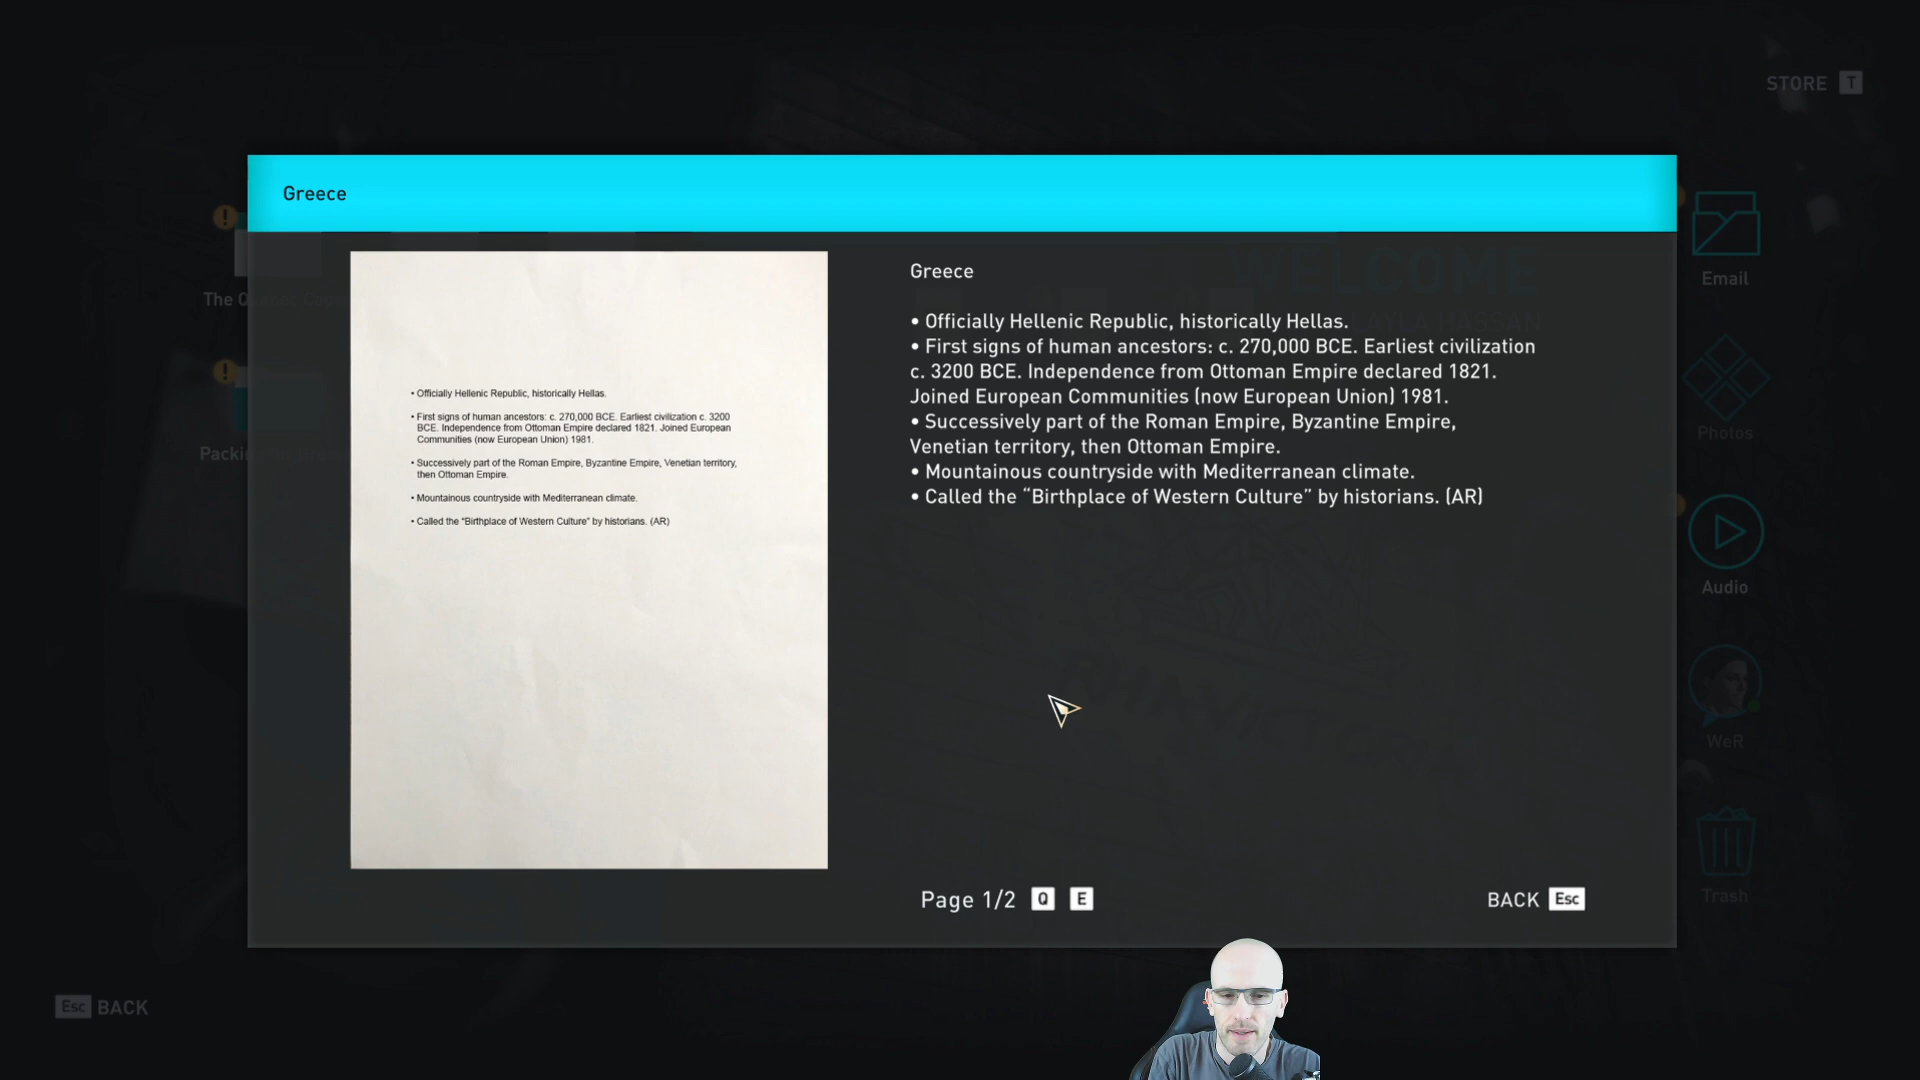 STORE T
Greece
Email
Photos
Audio
WeR
Trash
WELCOME
LAYLA HASSAN
• Officially Hellenic Republic, historically Hellas.
• First signs of human ancestors: c. 270,000 BCE. Earliest civilization c. 3200
BCE. Independence from Ottoman Empire declared 1821. Joined European
Communities (now European Union) 1981.
• Successively part of the Roman Empire, Byzantine Empire, Venetian territory,
then Ottoman Empire.
• Mountainous countryside with Mediterranean climate.
• Called the “Birthplace of Western Culture” by historians. (AR)
Greece
• Officially Hellenic Republic, historically Hellas.
• First signs of human ancestors: c. 270,000 BCE. Earliest civilization
c. 3200 BCE. Independence from Ottoman Empire declared 1821.
Joined European Communities (now European Union) 1981.
• Successively part of the Roman Empire, Byzantine Empire,
Venetian territory, then Ottoman Empire.
• Mountainous countryside with Mediterranean climate.
• Called the “Birthplace of Western Culture” by historians. (AR)
Page 1/2 Q E
BACK Esc
Esc BACK